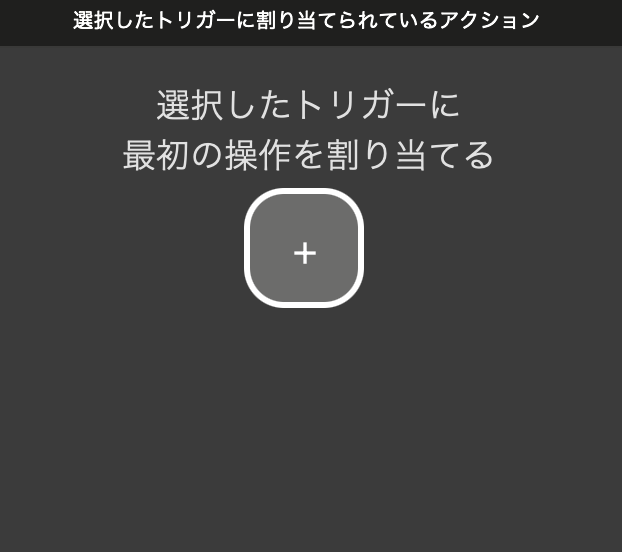 選択したトリガーに割り当てられているアクション
選択したトリガーに
最初の操作を割り当てる
+